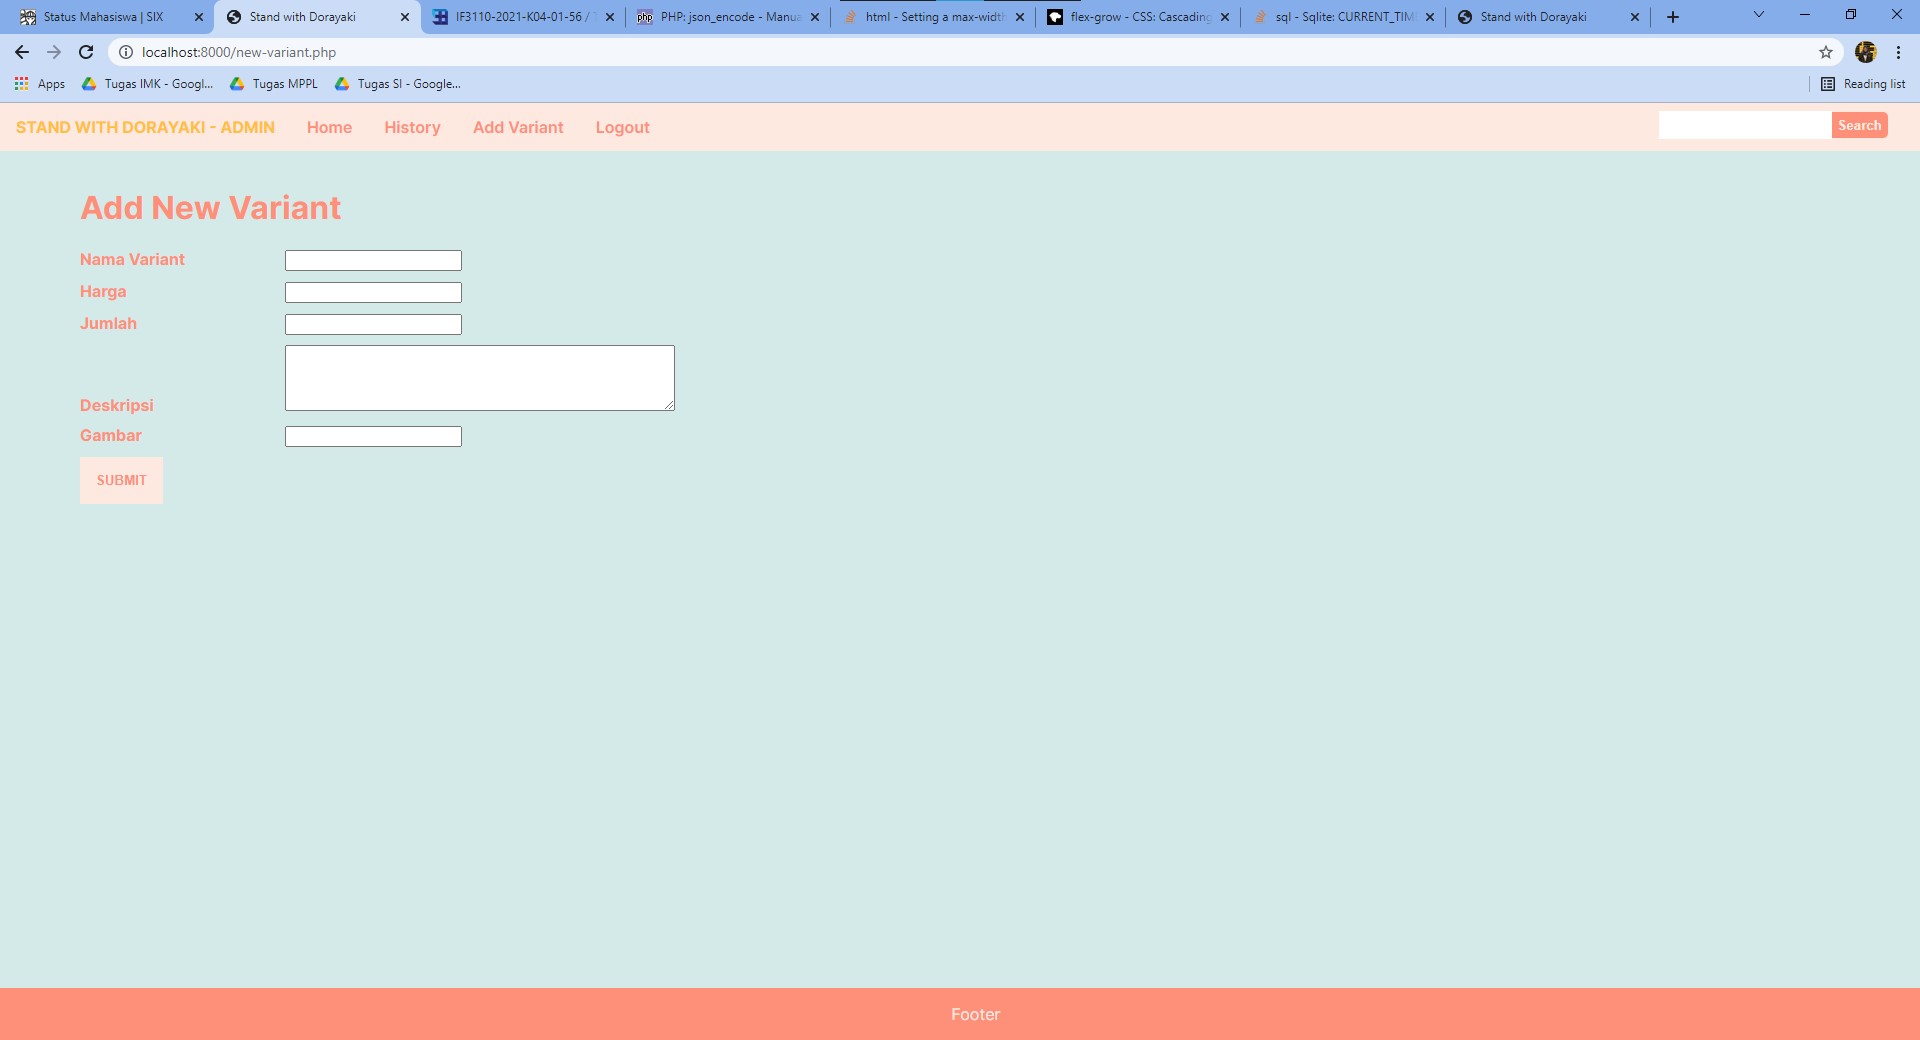 Status Mahasiswa | SIX
Stand with Dorayaki
IF3110-2021-K04-01-56 /
PHP: json_encode - Manua
html - Setting a max-width
flex-grow - CSS: Cascading
sql - Sqlite: CURRENT_TIM
Stand with Dorayaki
localhost:8000/new-variant.php
Apps
Tugas IMK - Googl...
Tugas MPPL
Tugas SI - Google...
Reading list
STAND WITH DORAYAKI - ADMIN
Home
History
Add Variant
Logout
Search
Add New Variant
Nama Variant
Harga
Jumlah
Deskripsi
Gambar
SUBMIT
Footer